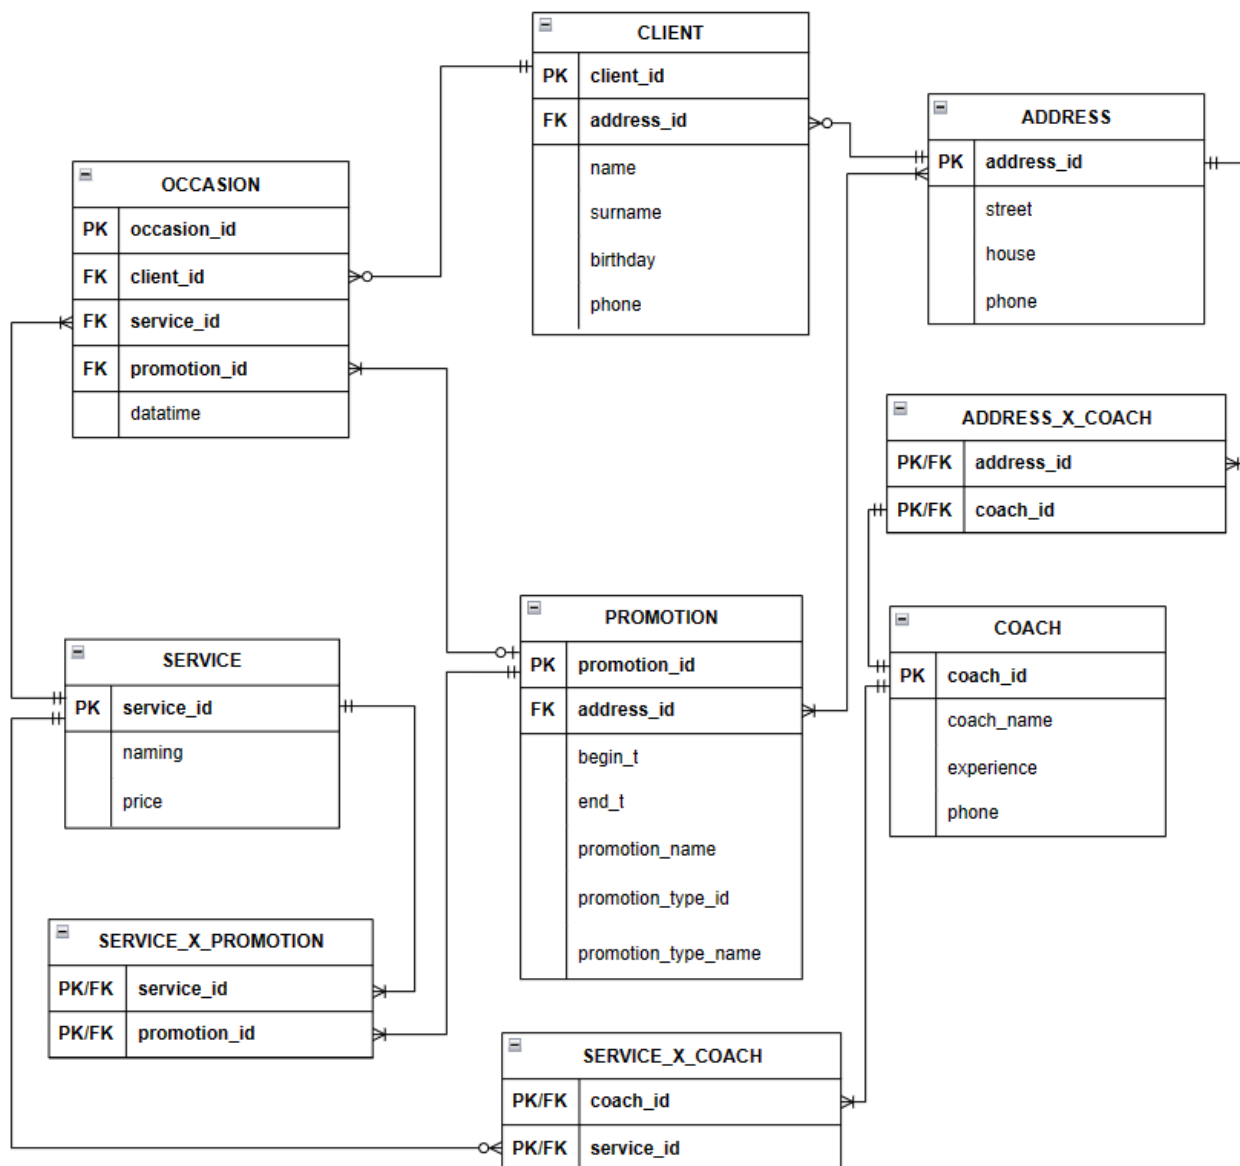 CLIENT
PK client_id
FK address_id
name
surname
birthday
phone
ADDRESS
PK address_id
street
house
phone
OCCASION
PK occasion_id
FK client_id
FK service_id
FK promotion_id
datatime
ADDRESS_X_COACH
PK/FK address_id
PK/FK coach_id
PROMOTION
PK promotion_id
FK address_id
begin_t
end_t
promotion_name
promotion_type_id
promotion_type_name
COACH
PK coach_id
coach_name
experience
phone
SERVICE
PK service_id
naming
price
SERVICE_X_PROMOTION
PK/FK service_id
PK/FK promotion_id
SERVICE_X_COACH
PK/FK coach_id
PK/FK service_id